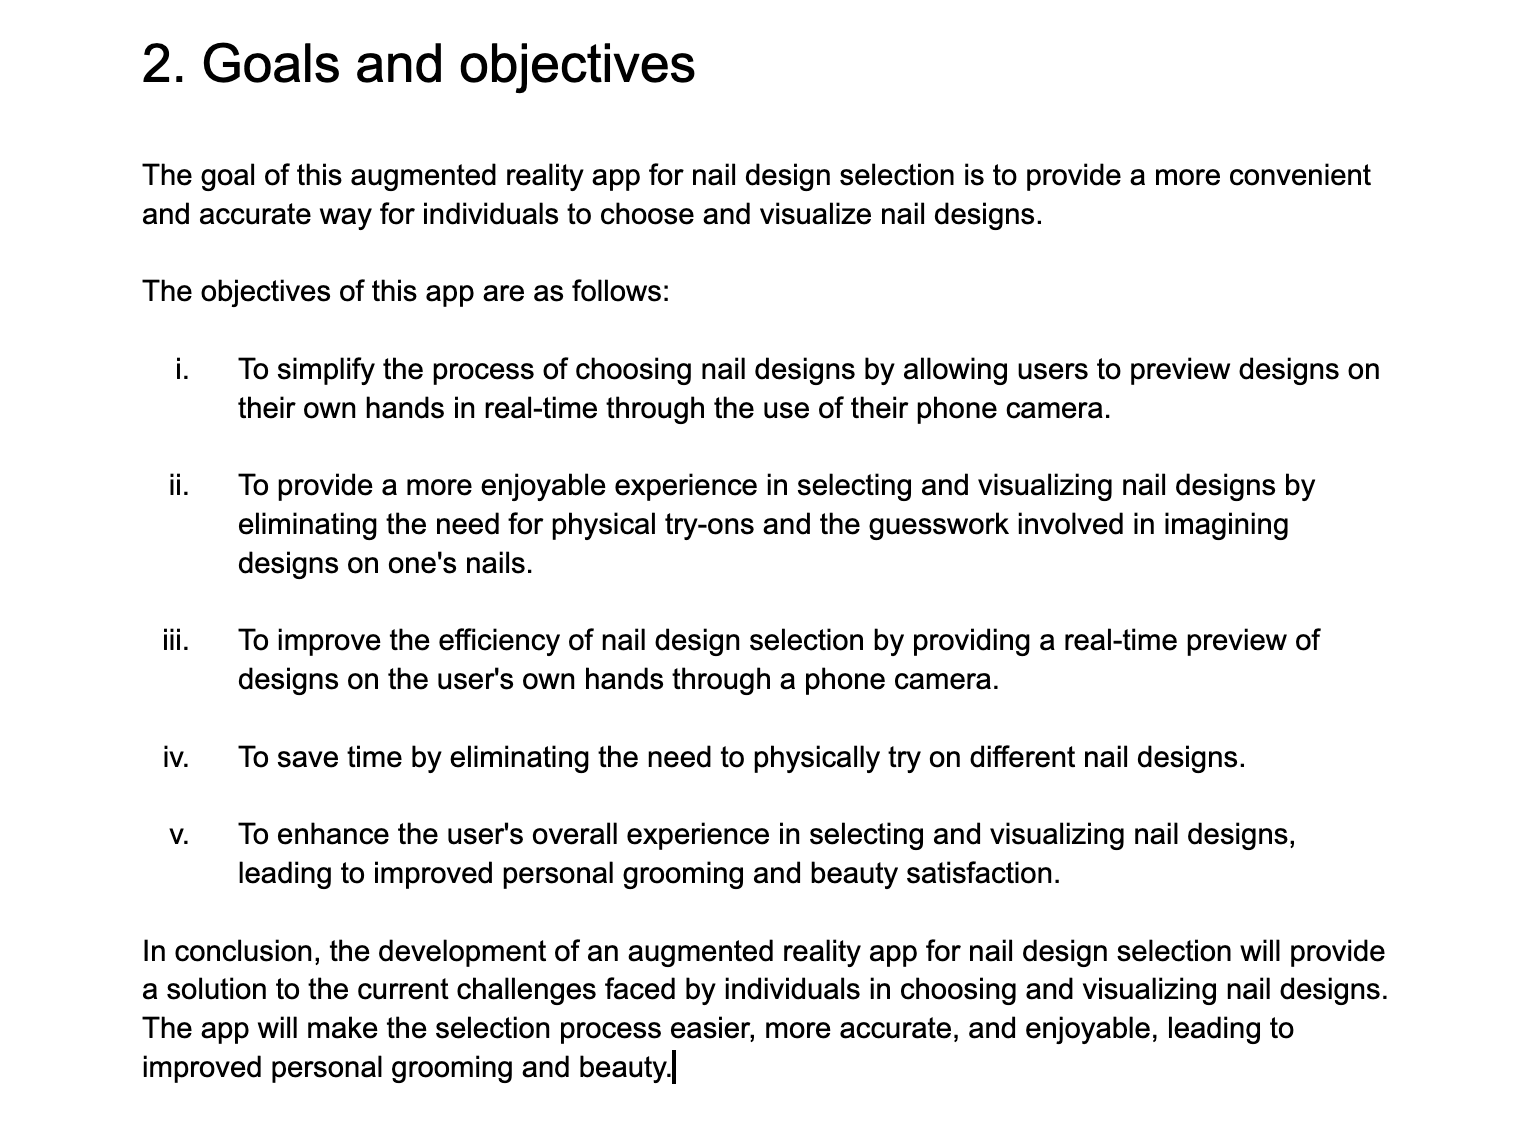 2. Goals and objectives
The goal of this augmented reality app for nail design selection is to provide a more convenient
and accurate way for individuals to choose and visualize nail designs.
The objectives of this app are as follows:
i. To simplify the process of choosing nail designs by allowing users to preview designs on
their own hands in real-time through the use of their phone camera.
ii. To provide a more enjoyable experience in selecting and visualizing nail designs by
eliminating the need for physical try-ons and the guesswork involved in imagining
designs on one's nails.
iii. To improve the efficiency of nail design selection by providing a real-time preview of
designs on the user's own hands through a phone camera.
iv. To save time by eliminating the need to physically try on different nail designs.
v. To enhance the user's overall experience in selecting and visualizing nail designs,
leading to improved personal grooming and beauty satisfaction.
In conclusion, the development of an augmented reality app for nail design selection will provide
a solution to the current challenges faced by individuals in choosing and visualizing nail designs.
The app will make the selection process easier, more accurate, and enjoyable, leading to
improved personal grooming and beauty.